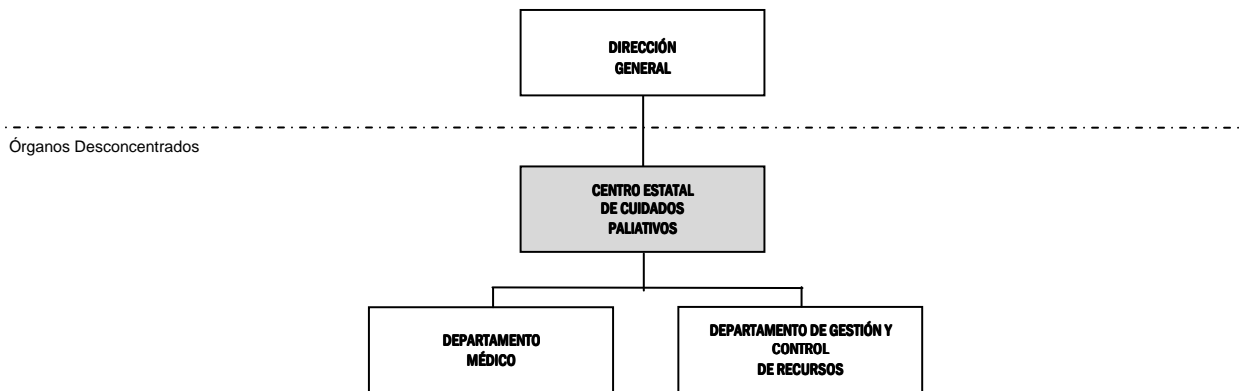 DIRECCIÓN
GENERAL
Órganos Desconcentrados
CENTRO ESTATAL
DE CUIDADOS
PALIATIVOS
DEPARTAMENTO
MÉDICO
DEPARTAMENTO DE GESTIÓN Y
CONTROL
DE RECURSOS